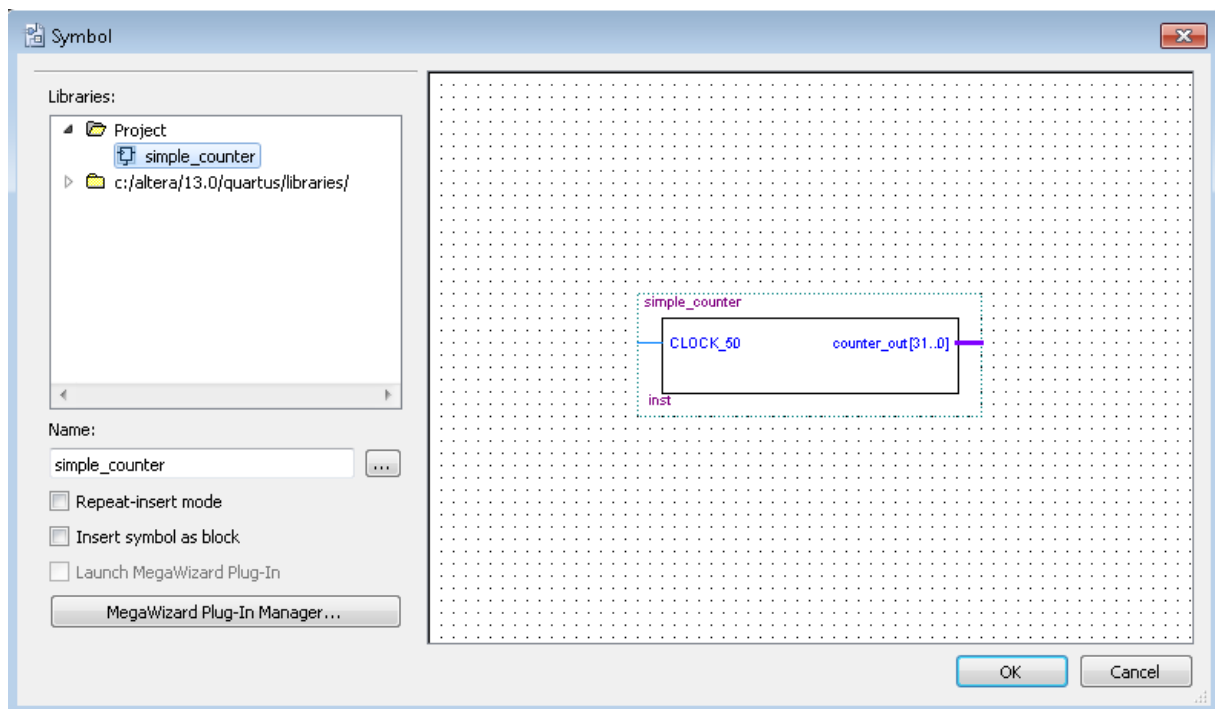 Symbol
Libraries:
Project
simple_counter
c:/altera/13.0/quartus/libraries/
Name:
simple_counter
...
Repeat-insert mode
Insert symbol as block
Launch MegaWizard Plug-In
MegaWizard Plug-In Manager...
simple_counter
CLOCK_50 counter_out[31..0]
inst
OK Cancel